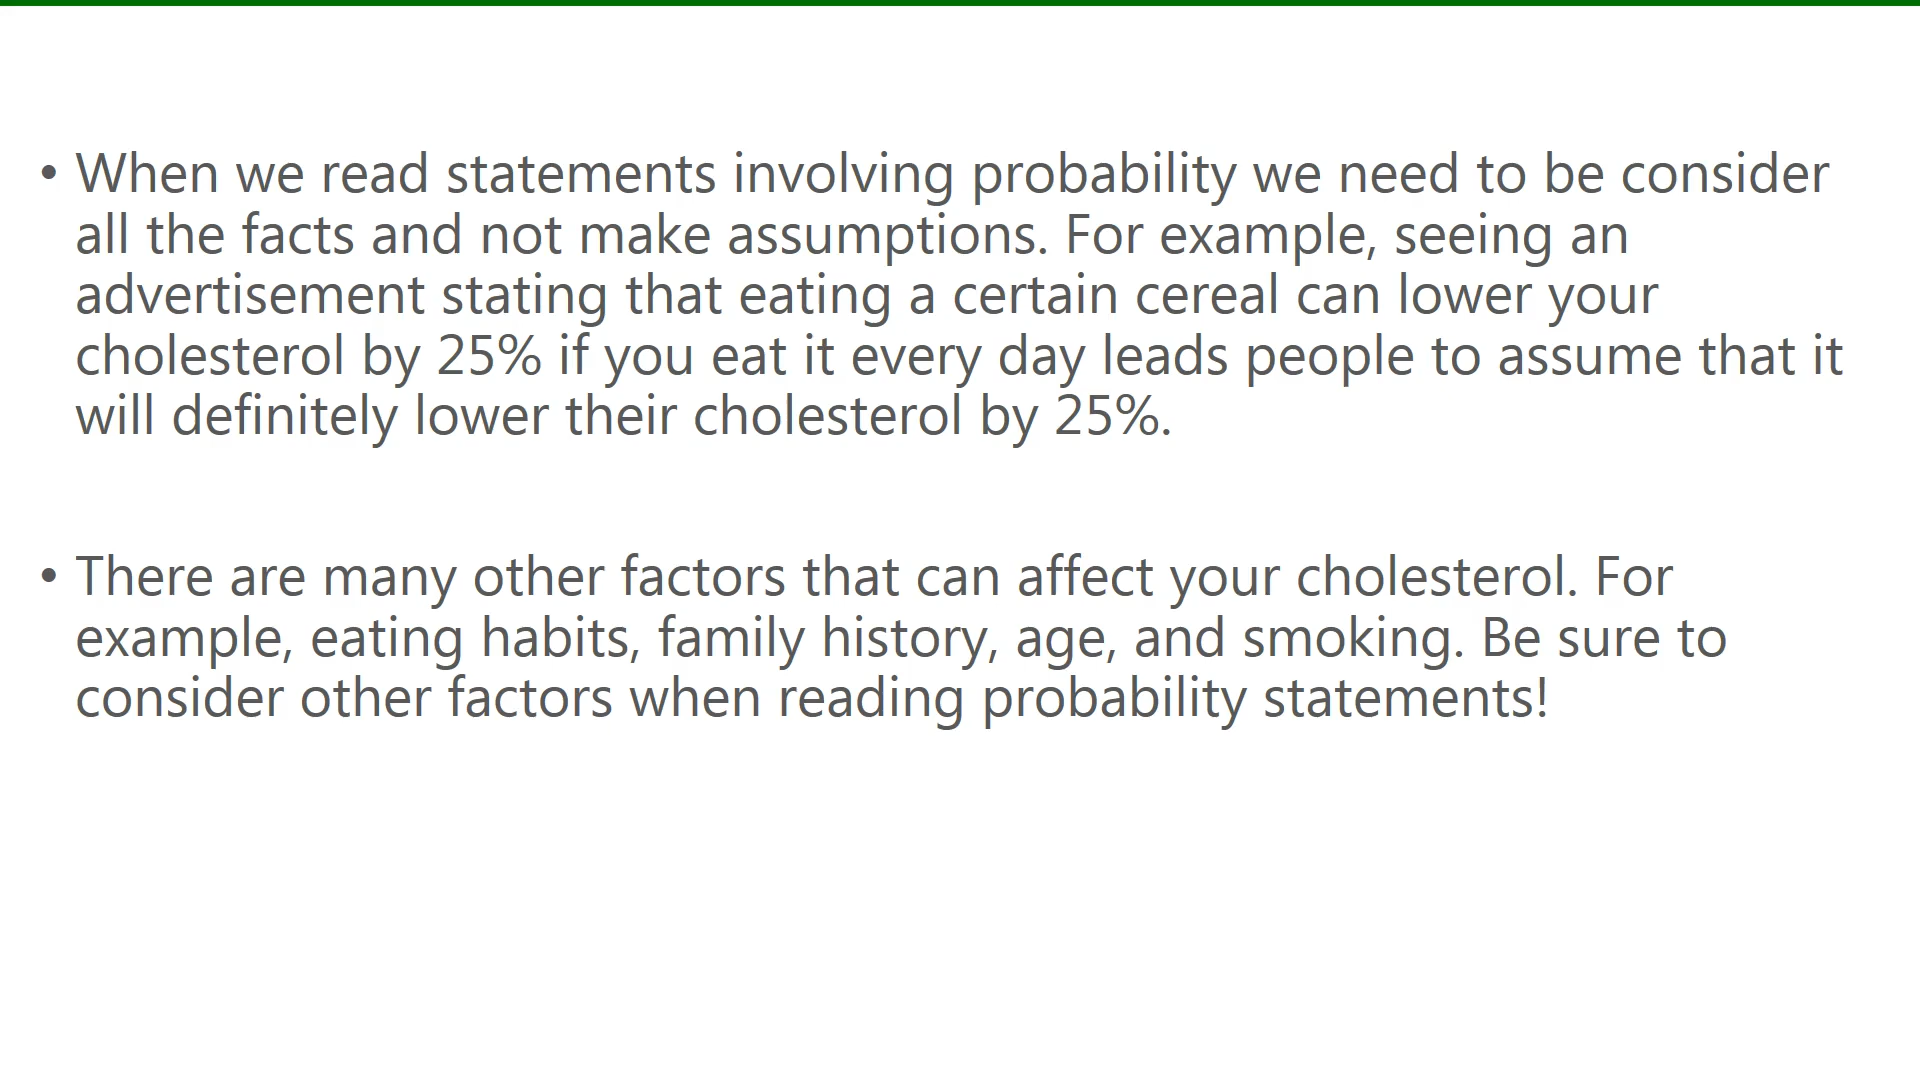 • When we read statements involving probability we need to be consider
all the facts and not make assumptions. For example, seeing an
advertisement stating that eating a certain cereal can lower your
cholesterol by 25% if you eat it every day leads people to assume that it
will definitely lower their cholesterol by 25%.
• There are many other factors that can affect your cholesterol. For
example, eating habits, family history, age, and smoking. Be sure to
consider other factors when reading probability statements!